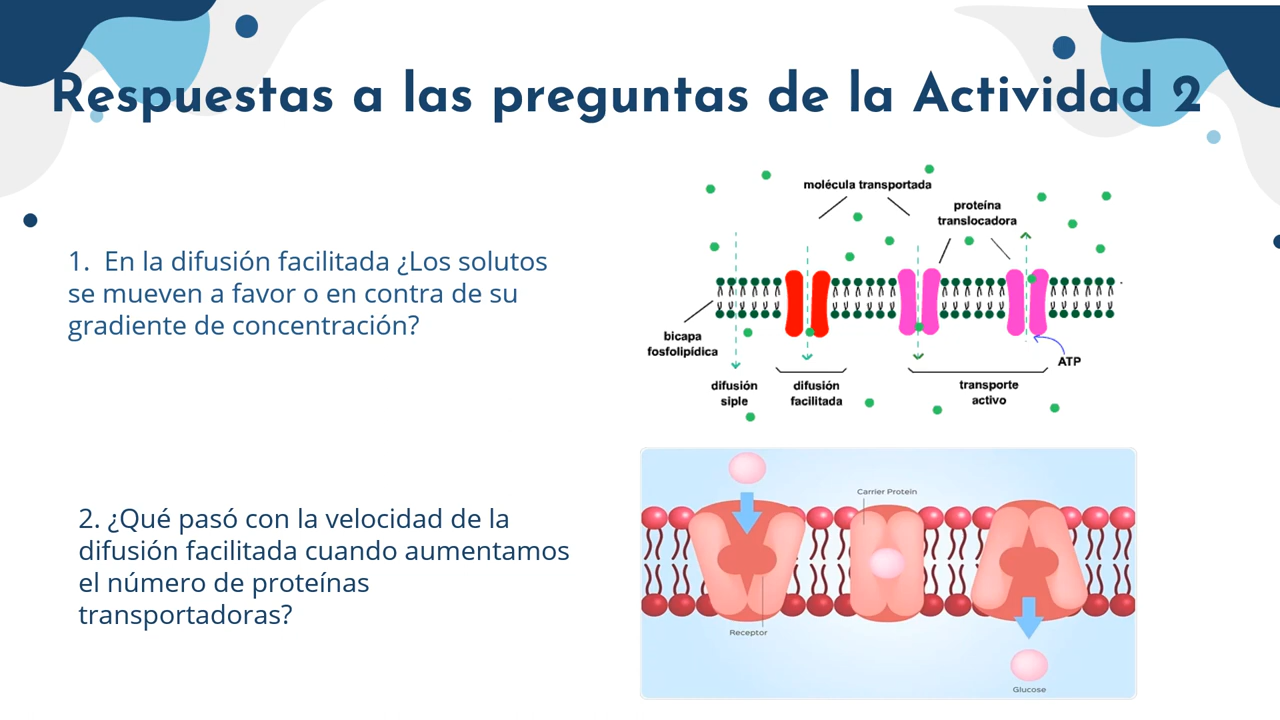 Respuestas a las preguntas de la Actividad 2
1. En la difusión facilitada ¿Los solutos
se mueven a favor o en contra de su
gradiente de concentración?
molécula transportada
proteína
translocadora
bicapa
fosfolipídica
ATP
difusión
siple
difusión
facilitada
transporte
activo
2. ¿Qué pasó con la velocidad de la
difusión facilitada cuando aumentamos
el número de proteínas
transportadoras?
Carrier Protein
Receptor
Glucose